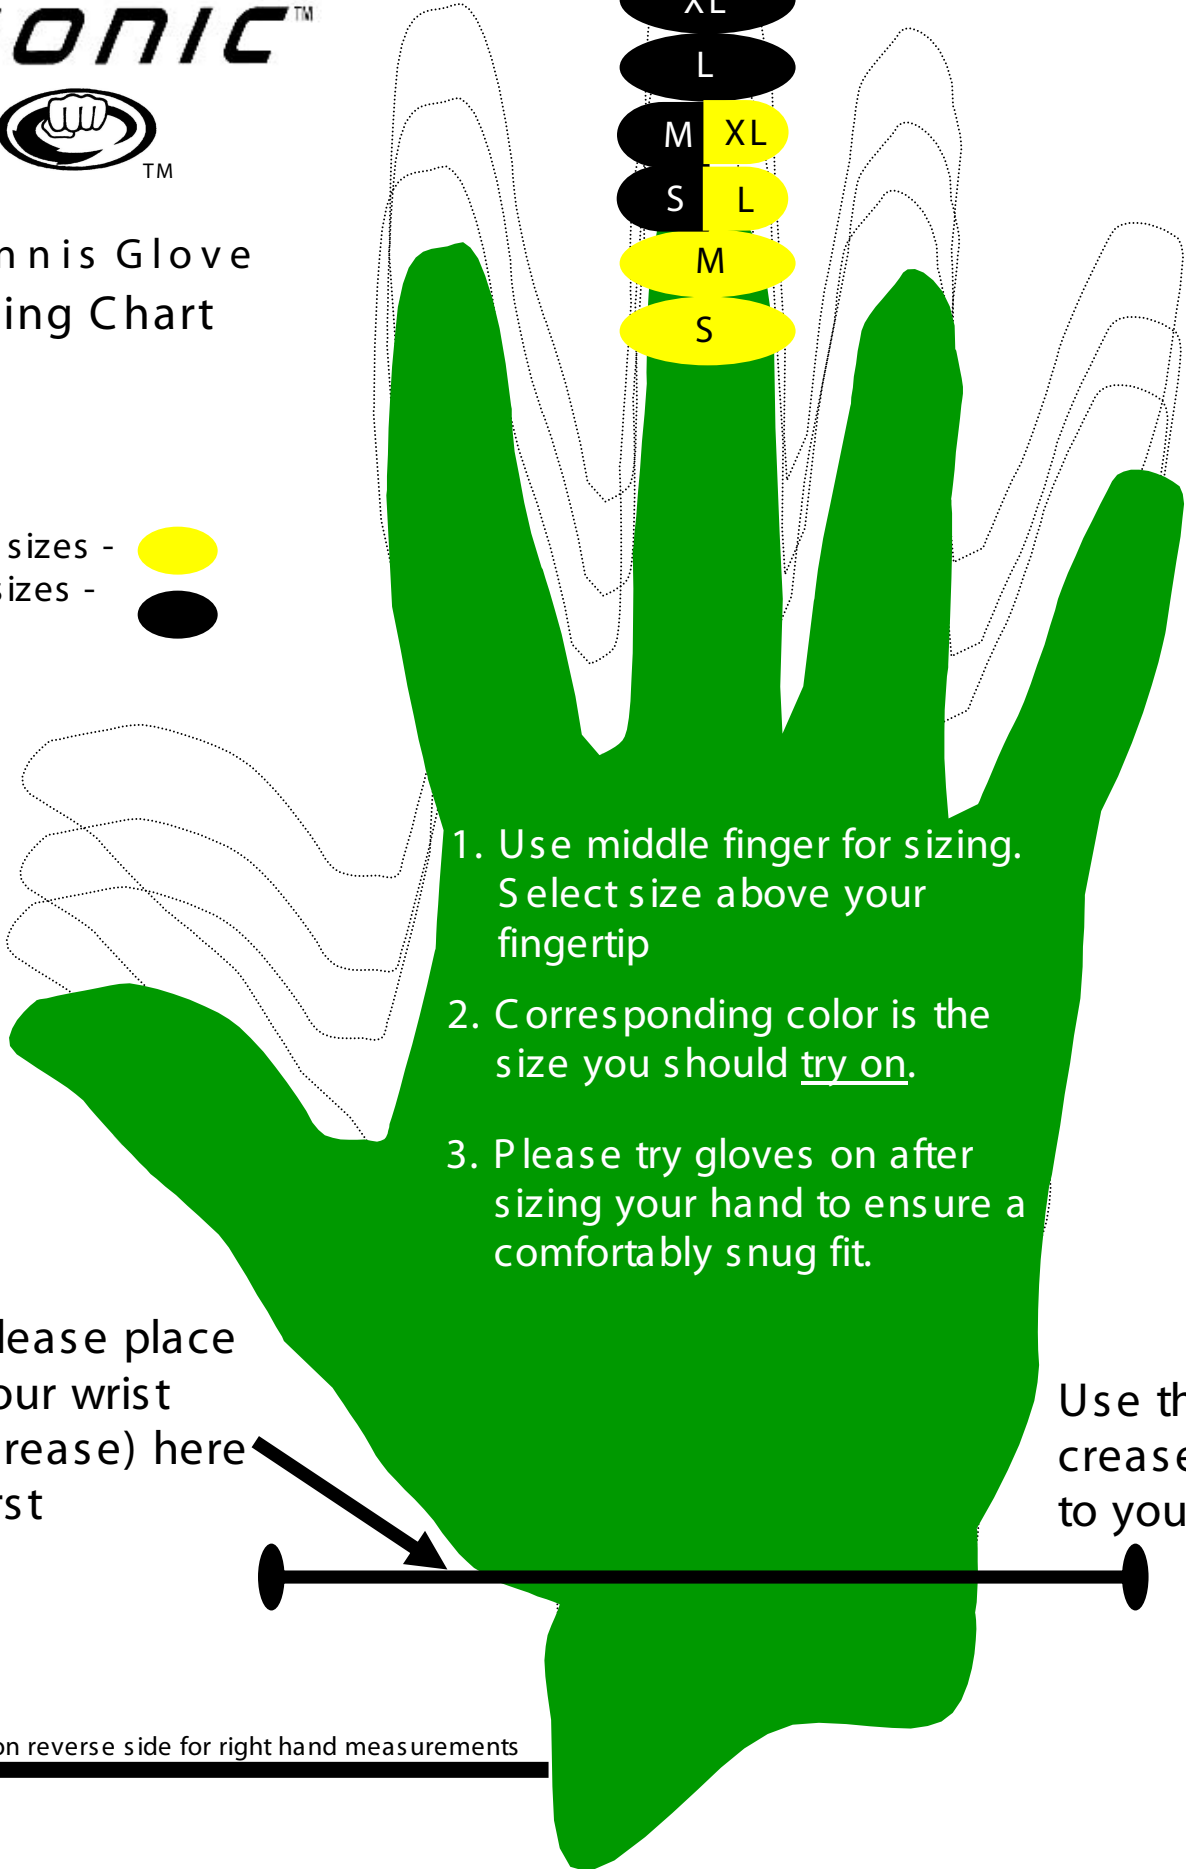 ONIC™
TM
XL
L
M XL
S L
M
S
nnis Glove
ing Chart
sizes -
sizes -
1. Use middle finger for sizing.
Select size above your
fingertip
2. Corresponding color is the
size you should try on.
3. Please try gloves on after
sizing your hand to ensure a
comfortably snug fit.
lease place
our wrist
rease) here
rst
Use th
crease
to you
on reverse side for right hand measurements